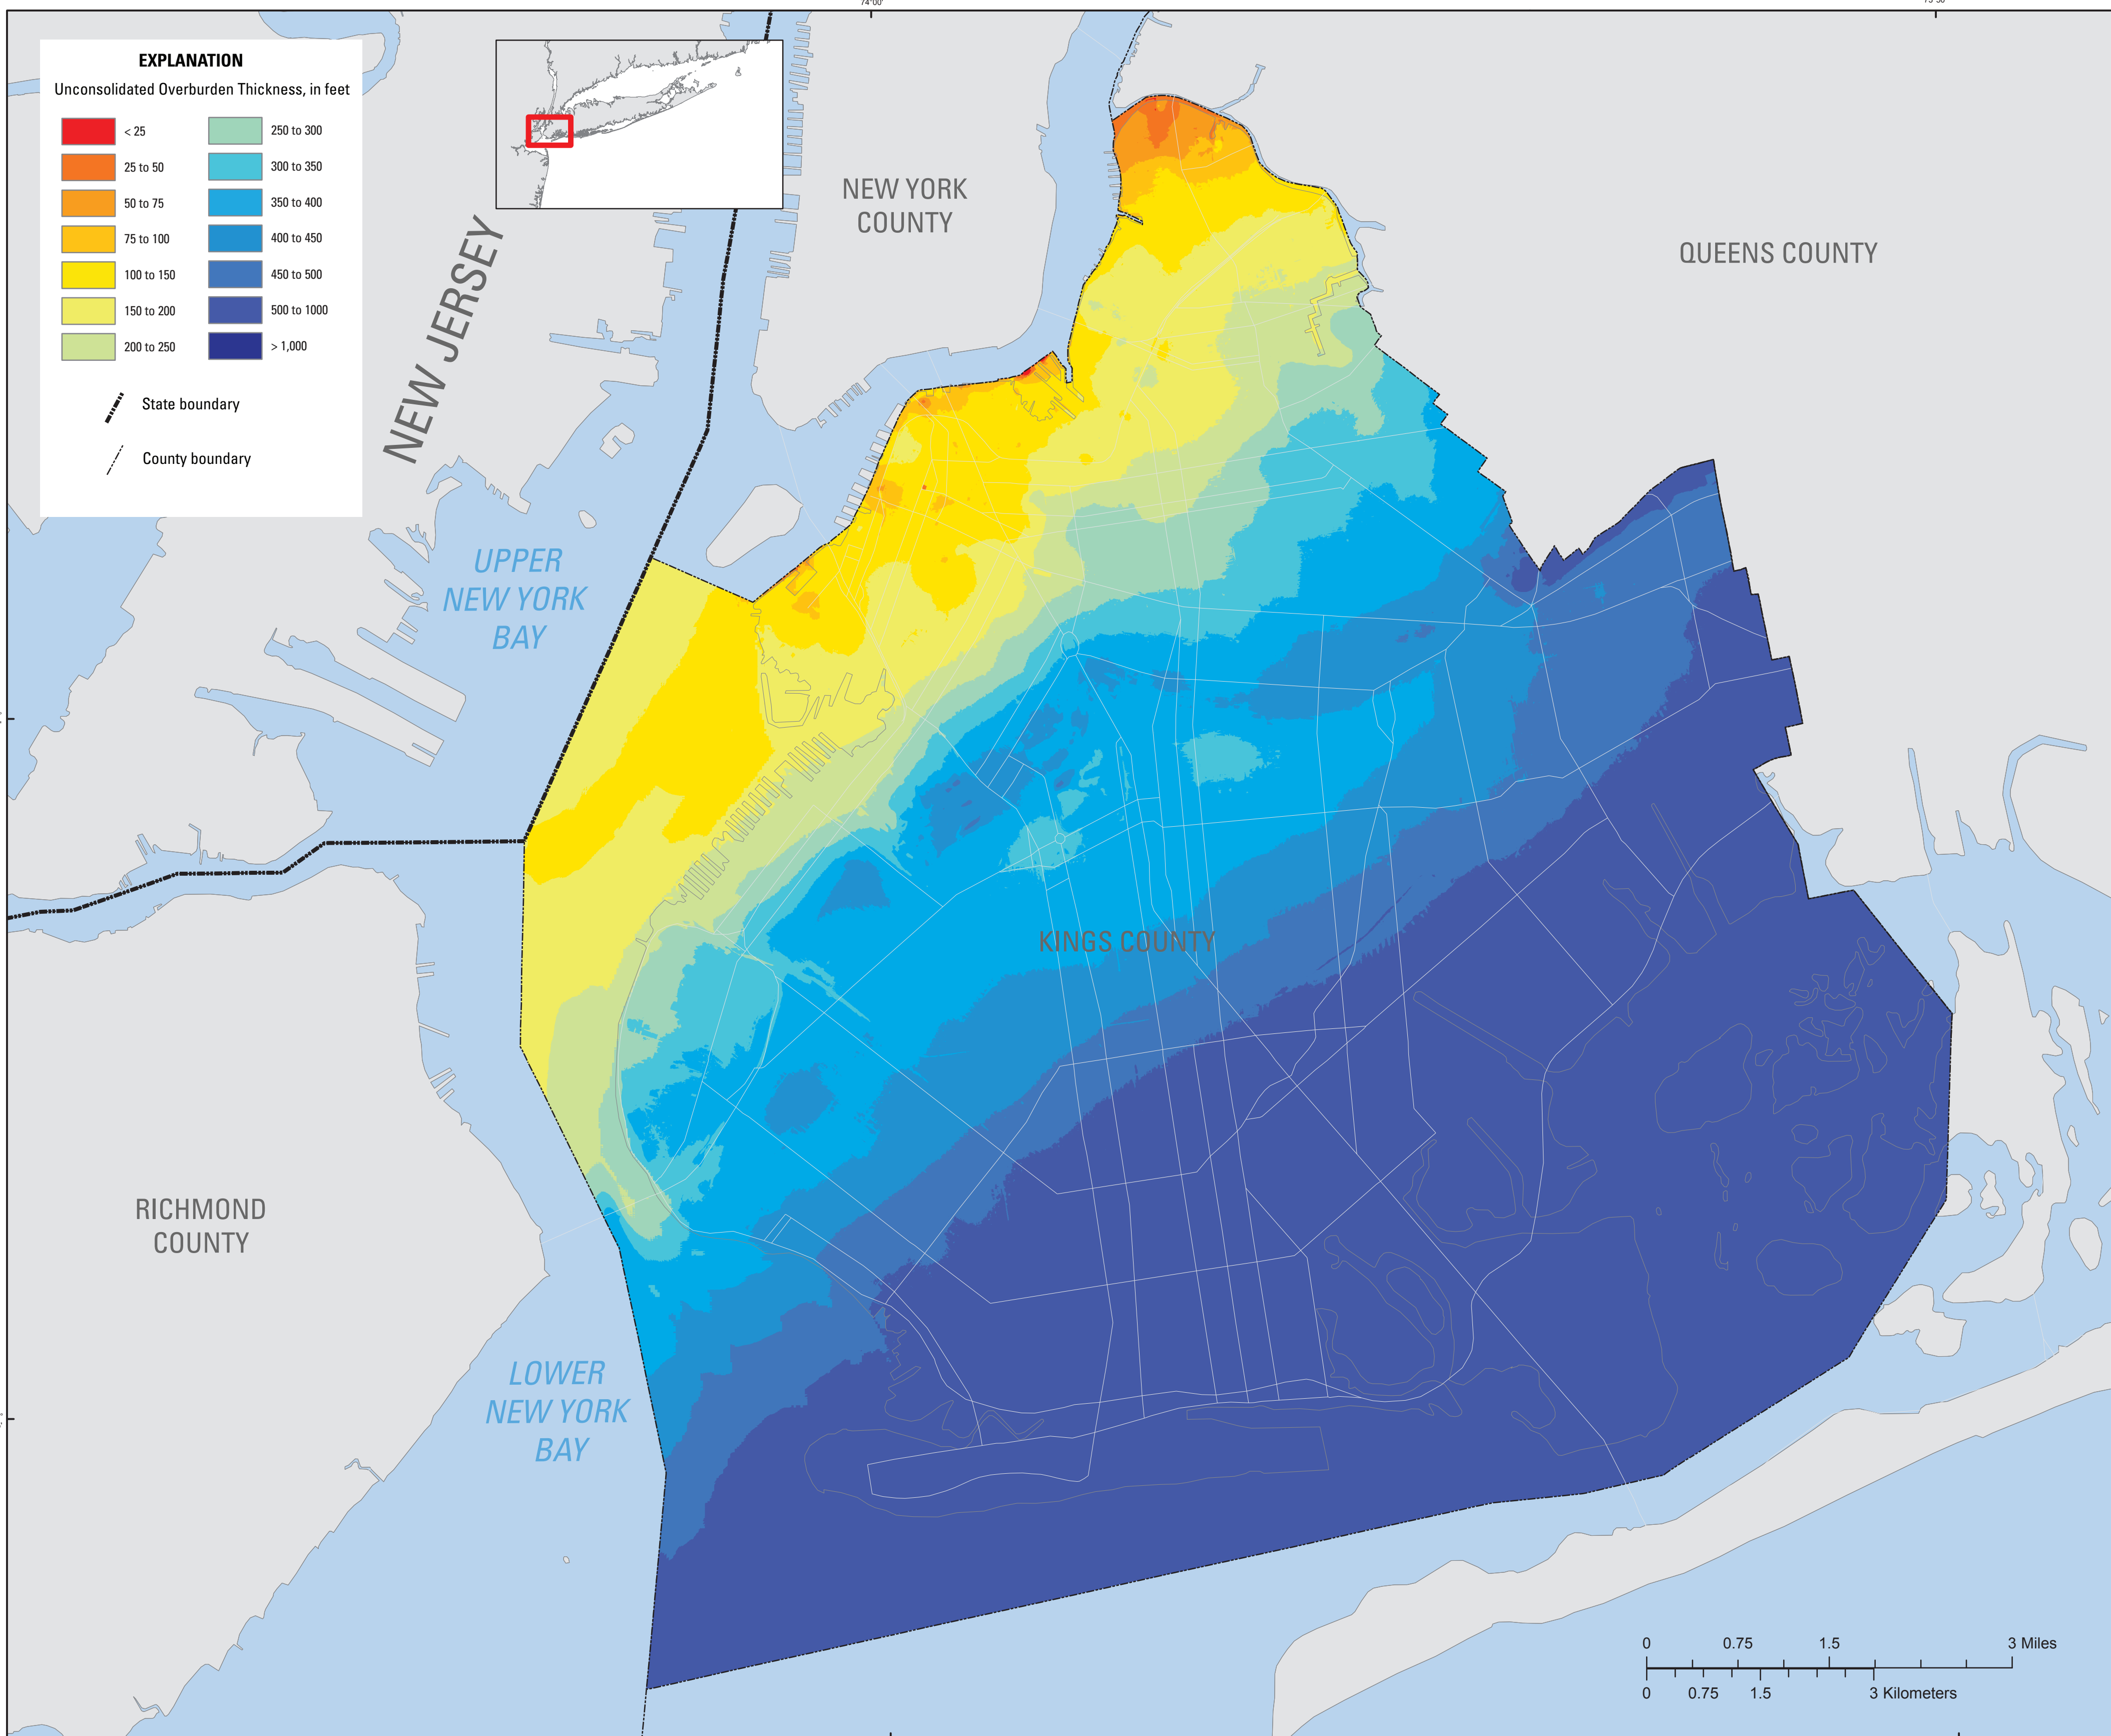 74°00'
EXPLANATION
Unconsolidated Overburden Thickness, in feet
< 25
25 to 50
50 to 75
75 to 100
100 to 150
150 to 200
200 to 250
250 to 300
300 to 350
350 to 400
400 to 450
450 to 500
500 to 1000
> 1,000
State boundary
County boundary
NEW JERSEY
NEW YORK
COUNTY
QUEENS COUNTY
UPPER
NEW YORK
BAY
KINGS COUNTY
RICHMOND
COUNTY
LOWER
NEW YORK
BAY
0 0.75 1.5 3 Miles
0 0.75 1.5 3 Kilometers